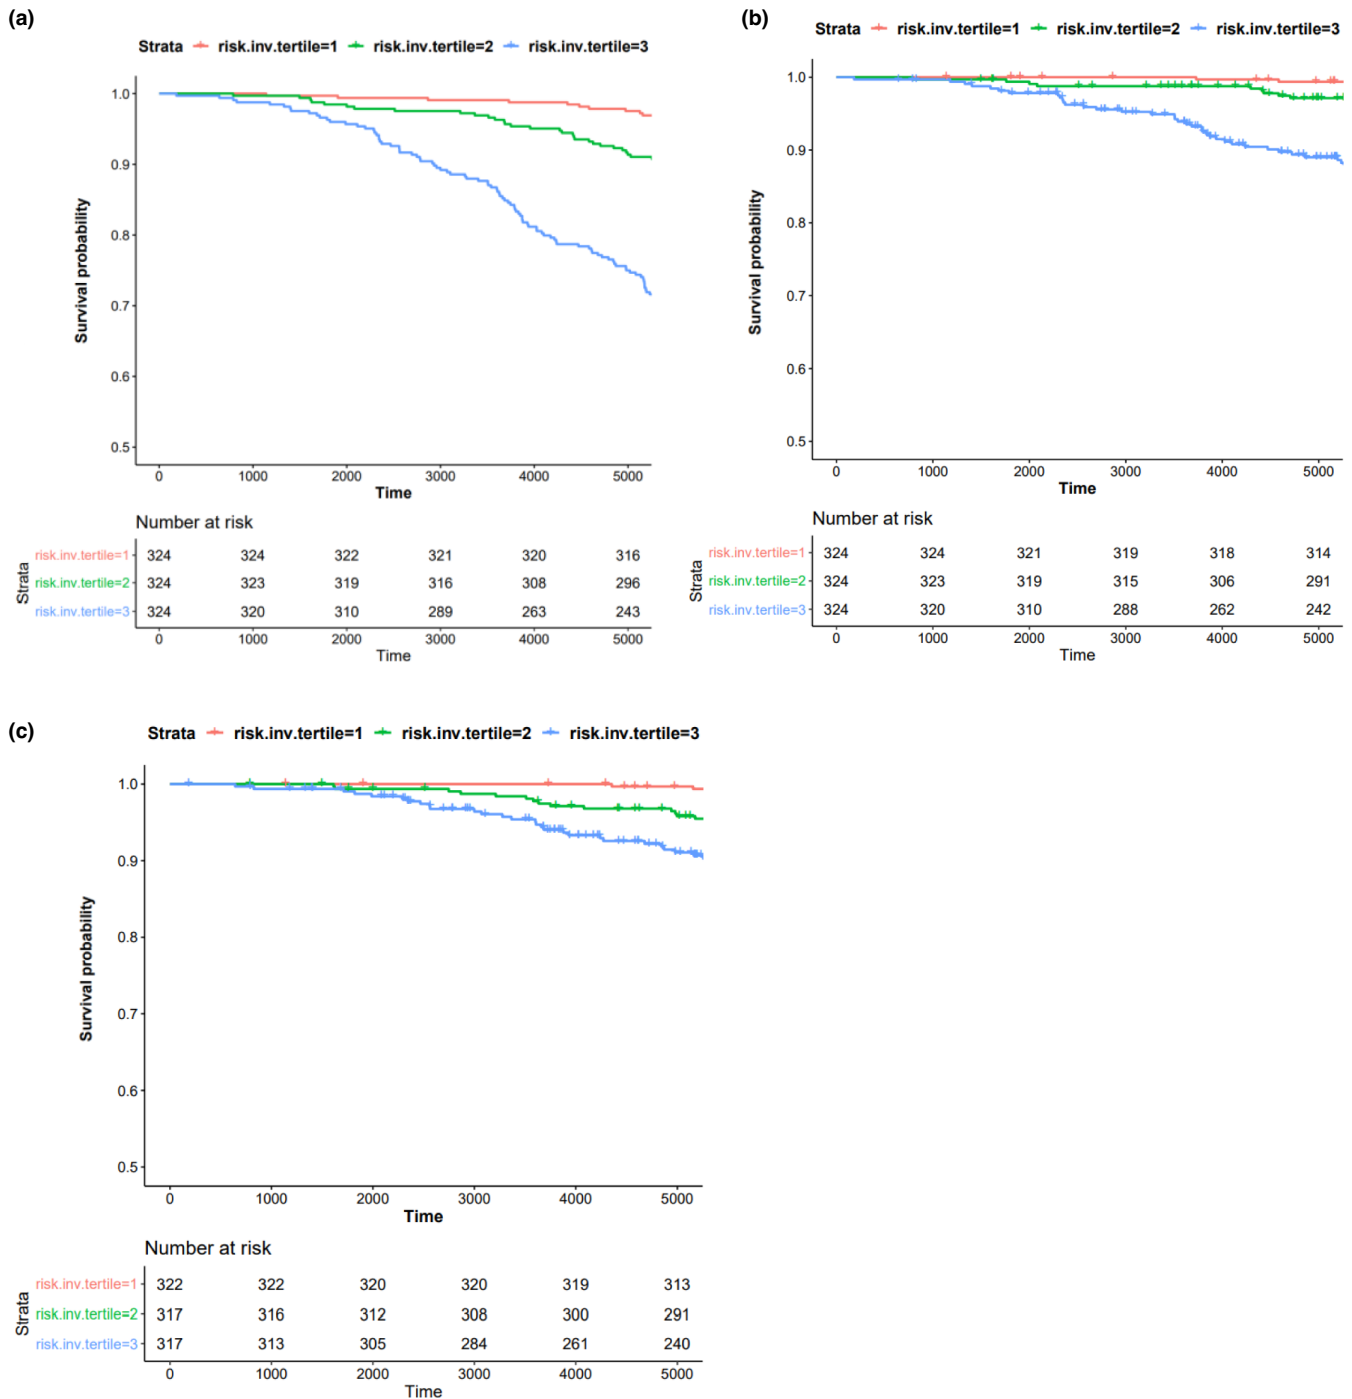 (a)
Strata risk.inv.tertile=1 risk.inv.tertile=2 risk.inv.tertile=3
1.0
0.9
0.8
0.7
0.6
0.5
Survival probability
0 1000 2000 3000 4000 5000
Time
Number at risk
Strata
risk.inv.tertile=1 324 324 322 321 320 316
risk.inv.tertile=2 324 323 319 316 308 296
risk.inv.tertile=3 324 320 310 289 263 243
0 1000 2000 3000 4000 5000
Time
(b)
Strata risk.inv.tertile=1 risk.inv.tertile=2 risk.inv.tertile=3
1.0
0.9
0.8
0.7
0.6
0.5
Survival probability
0 1000 2000 3000 4000 5000
Time
Number at risk
Strata
risk.inv.tertile=1 324 324 321 319 318 314
risk.inv.tertile=2 324 323 319 315 306 291
risk.inv.tertile=3 324 320 310 288 262 242
0 1000 2000 3000 4000 5000
Time
(c)
Strata risk.inv.tertile=1 risk.inv.tertile=2 risk.inv.tertile=3
1.0
0.9
0.8
0.7
0.6
0.5
Survival probability
0 1000 2000 3000 4000 5000
Time
Number at risk
Strata
risk.inv.tertile=1 322 322 320 320 319 313
risk.inv.tertile=2 317 316 312 308 300 291
risk.inv.tertile=3 317 313 305 284 261 240
0 1000 2000 3000 4000 5000
Time